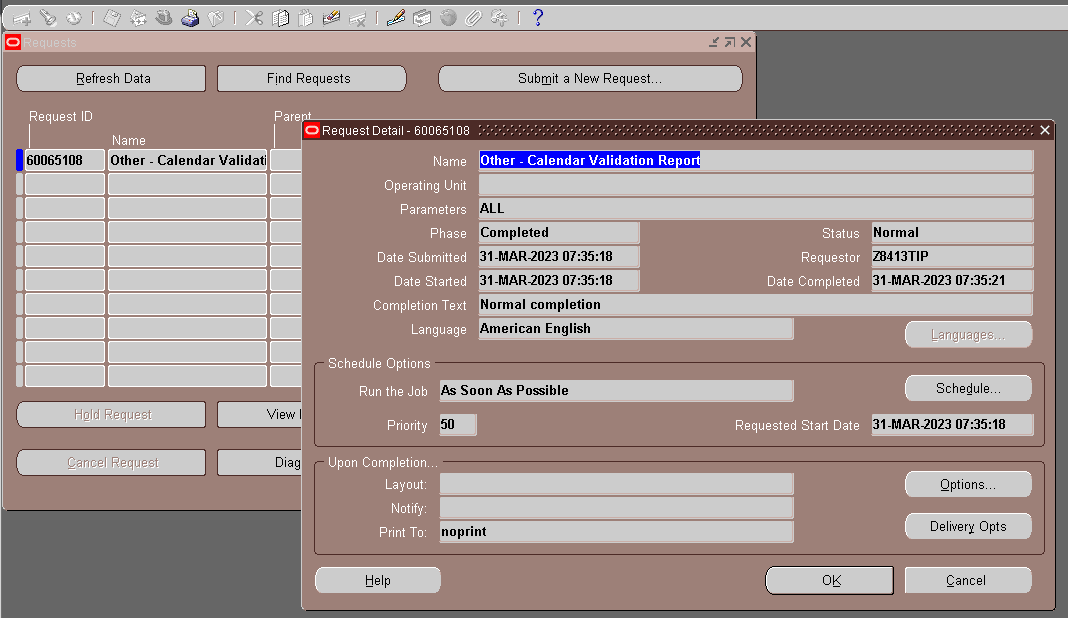 Requests
Refresh Data
Find Requests
Submit a New Request...
Request ID
Parent
Name
60065108
Other - Calendar Validati
Hold Request
View
Cancel Request
Diag
Request Detail - 60065108
Name Other - Calendar Validation Report
Operating Unit
Parameters ALL
Phase Completed Status Normal
Date Submitted 31-MAR-2023 07:35:18 Requestor Z8413TIP
Date Started 31-MAR-2023 07:35:18 Date Completed 31-MAR-2023 07:35:21
Completion Text Normal completion
Language American English
Languages...
Schedule Options
Run the Job As Soon As Possible Schedule...
Priority 50 Requested Start Date 31-MAR-2023 07:35:18
Upon Completion...
Layout: Options...
Notify:
Print To: noprint Delivery Opts
Help OK Cancel